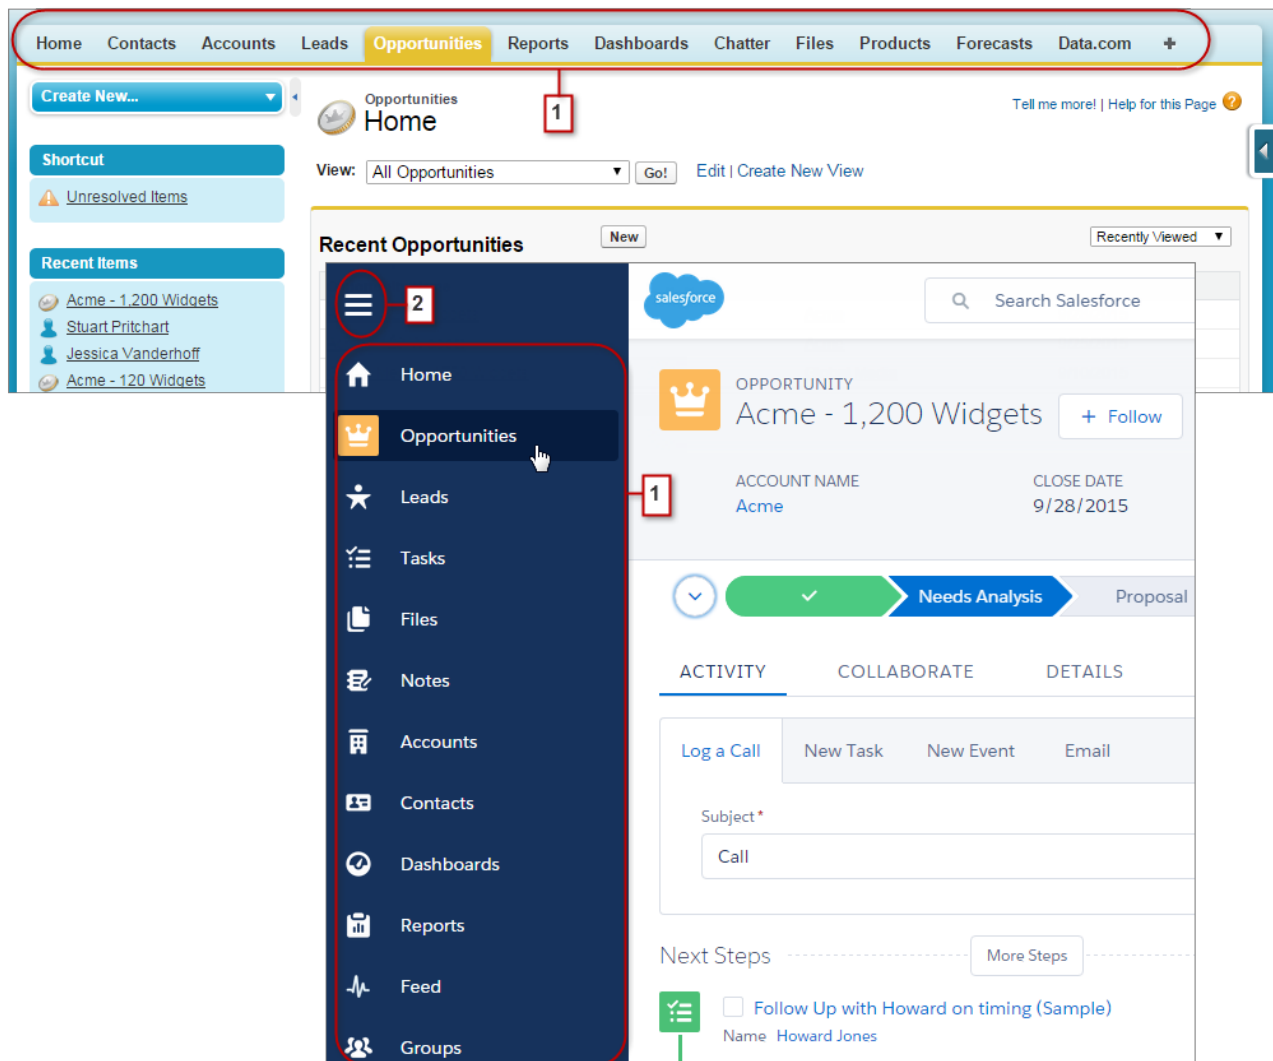 Home Contacts Accounts Leads Opportunities Reports Dashboards Chatter Files Products Forecasts Data.com +
1
Create New...
Opportunities
Home
Tell me more! | Help for this Page ?
Shortcut
Unresolved Items
View: All Opportunities Go! Edit | Create New View
Recent Items
Acme - 1,200 Widgets
Stuart Pritchart
Jessica Vanderhoff
Acme - 120 Widgets
Recent Opportunities New Recently Viewed
2
Home
Opportunities
Leads
Tasks
Files
Notes
Accounts
Contacts
Dashboards
Reports
Feed
Groups
1
salesforce
Search Salesforce
OPPORTUNITY
Acme - 1,200 Widgets + Follow
ACCOUNT NAME CLOSE DATE
Acme 9/28/2015
Needs Analysis Proposal
ACTIVITY COLLABORATE DETAILS
Log a Call New Task New Event Email
Subject *
Call
Next Steps More Steps
Follow Up with Howard on timing (Sample)
Name Howard Jones